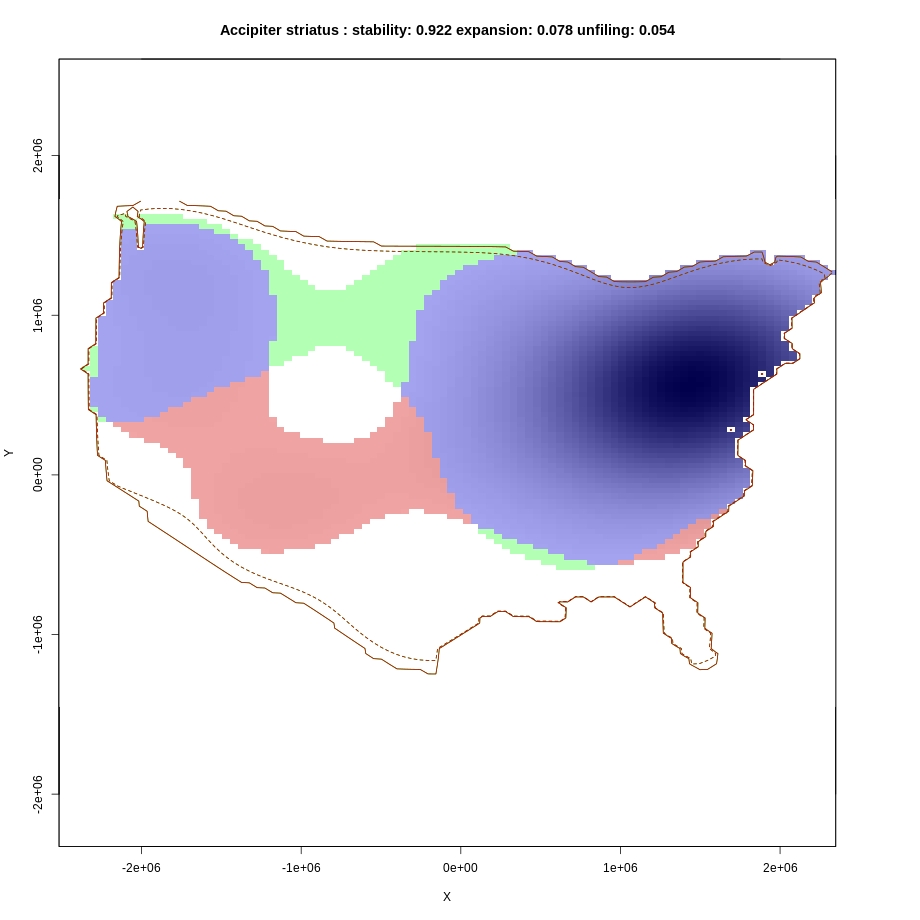 Accipiter striatus : stability: 0.922 expansion: 0.078 unfiling: 0.054
2e+06
1e+06
0e+00
-1e+06
-2e+06
Y
-2e+06 -1e+06 0e+00 1e+06 2e+06
X